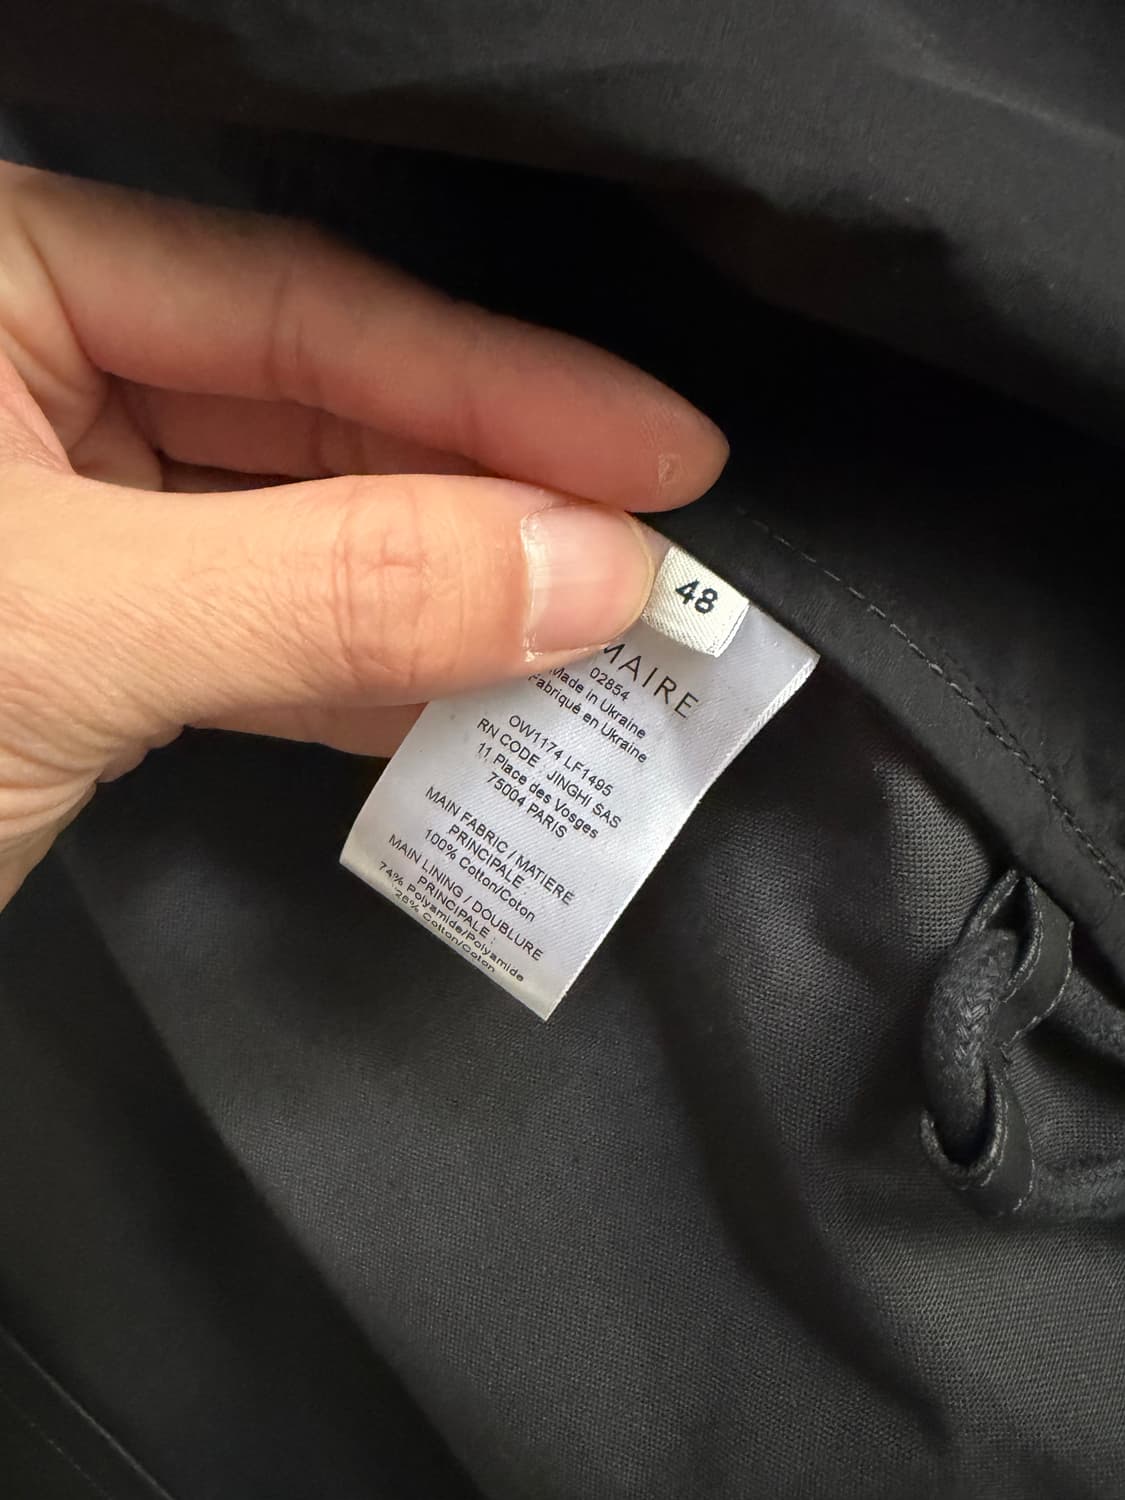 48
MAIRE
02854
Made in Ukraine
Fabriqué en Ukraine
OW1174 LF1495
RN CODE JINGHI SAS
11 Place des Vosges
75004 PARIS
MAIN FABRIC / MATIERE
PRINCIPALE
100% Cotton/Coton
MAIN LINING / DOUBLURE
PRINCIPALE :
74% Polyamide/Polyamide
26% Cotton/Coton